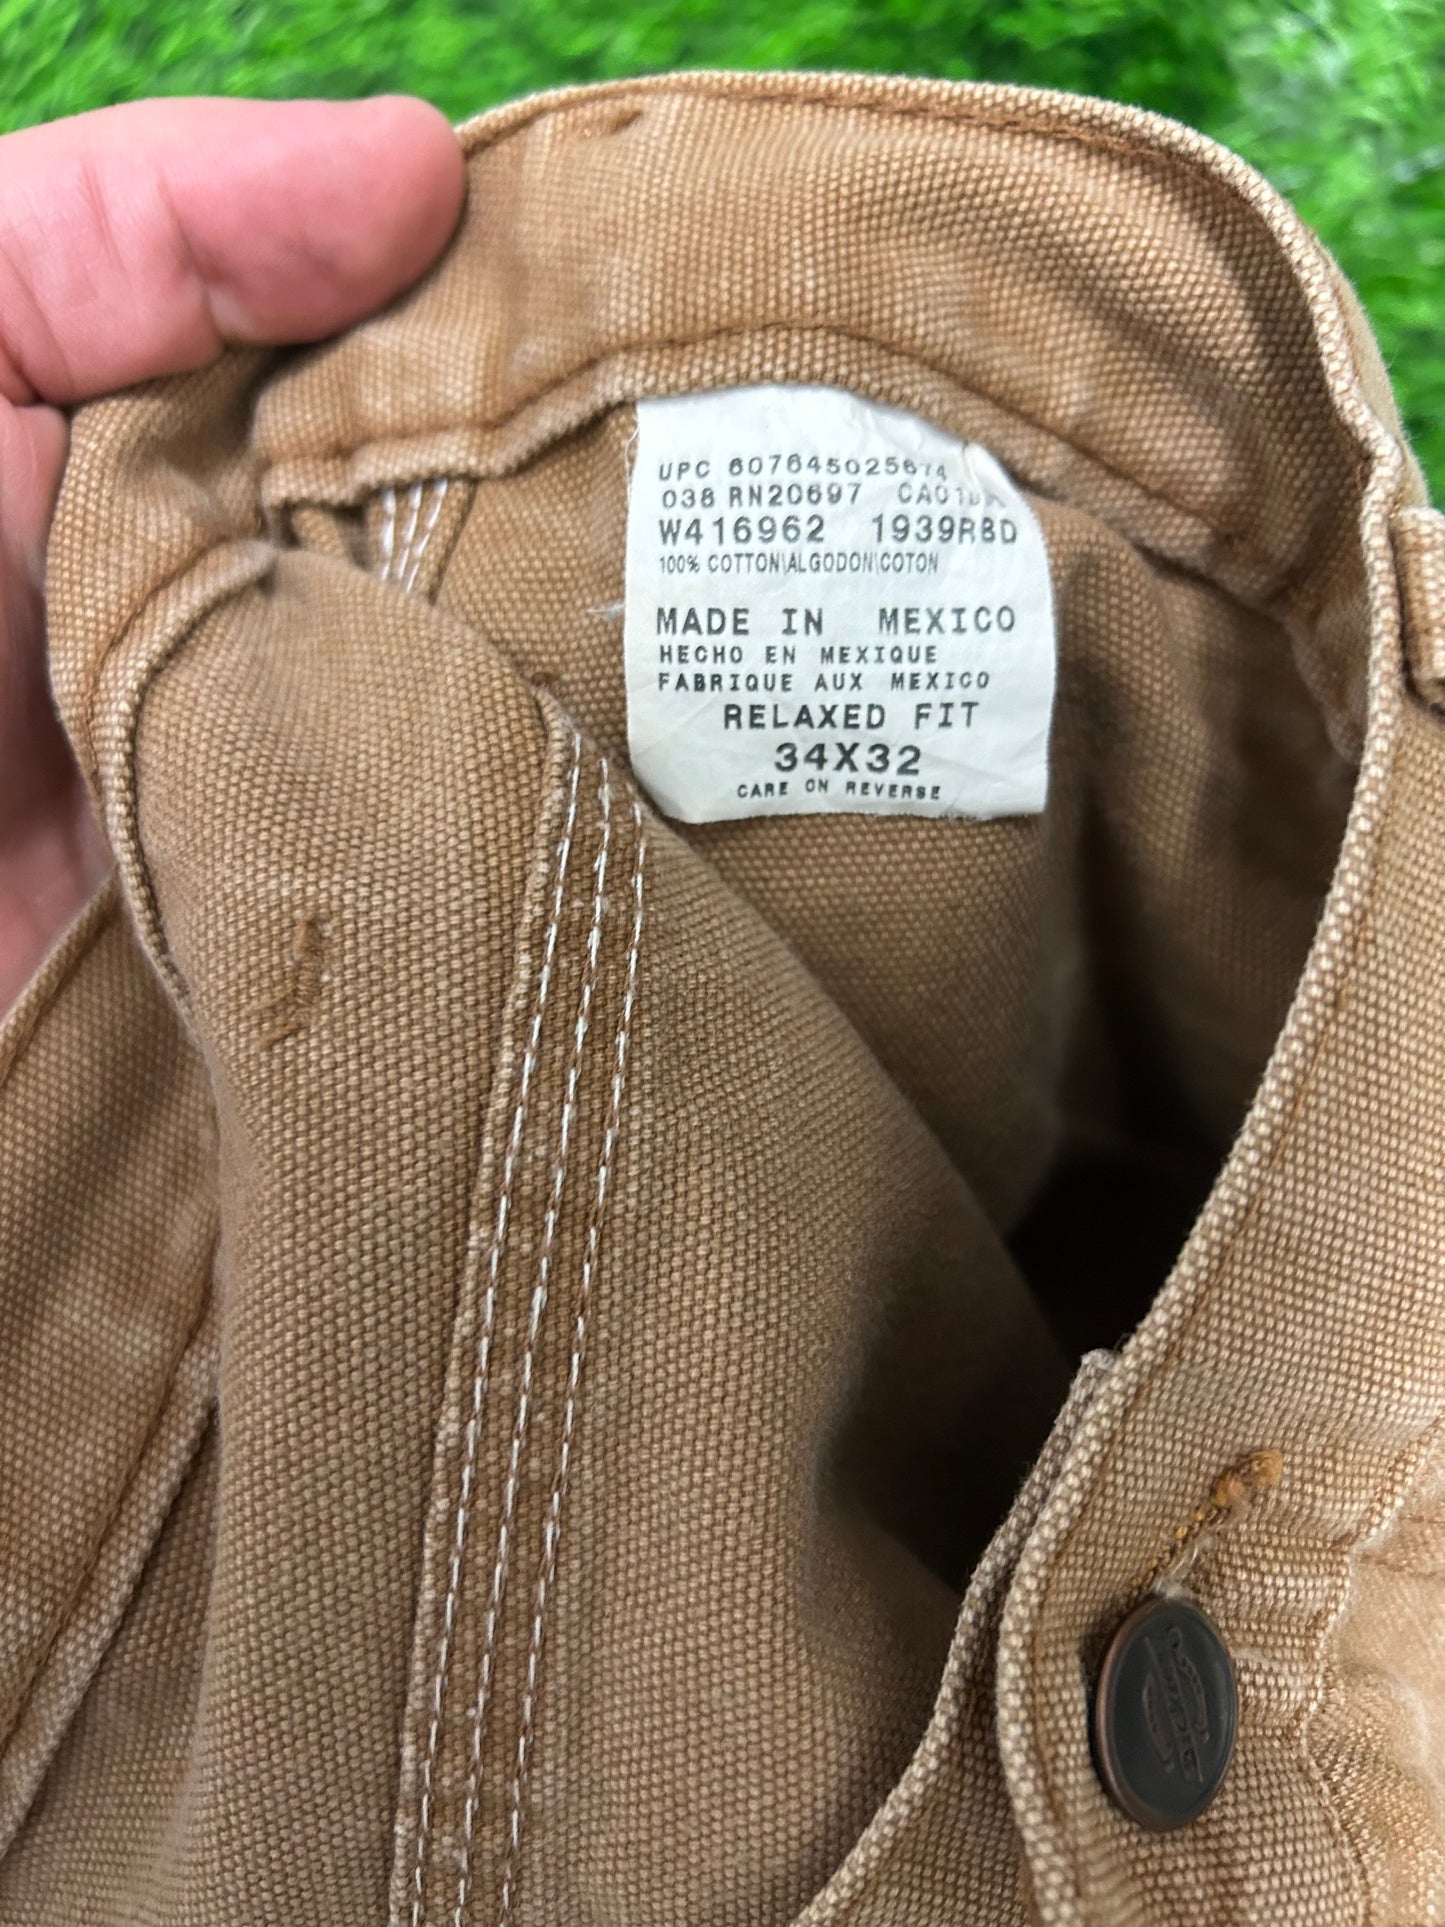 UPC 607645025674
038 RN20697
W416962 1939RBD
100% COTTON\ALGODON\COTON
MADE IN MEXICO
HECHO EN MEXIQUE
FABRIQUE AUX MEXICO
RELAXED FIT
34X32
CARE ON REVERSE
DICKIES